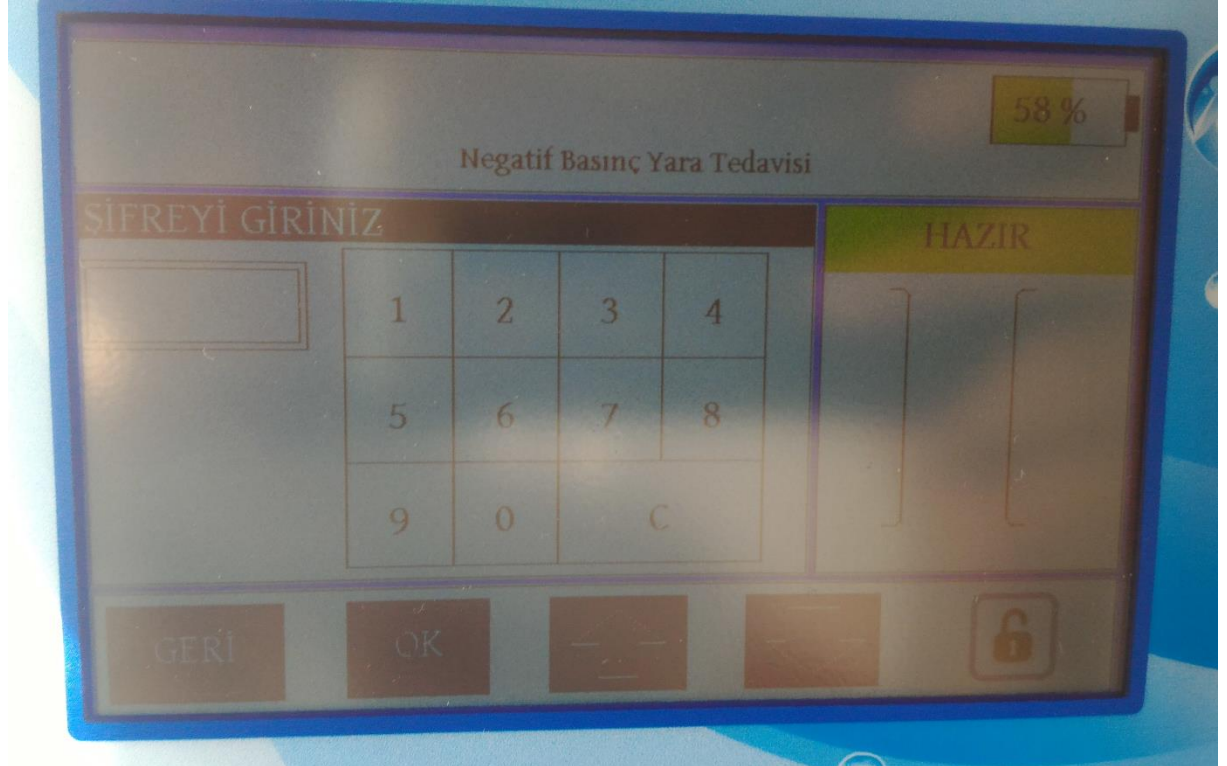 58 %
Negatif Basınç Yara Tedavisi
ŞİFREYİ GİRİNİZ
HAZIR
1 2 3 4
5 6 7 8
9 0 C
GERİ OK
1